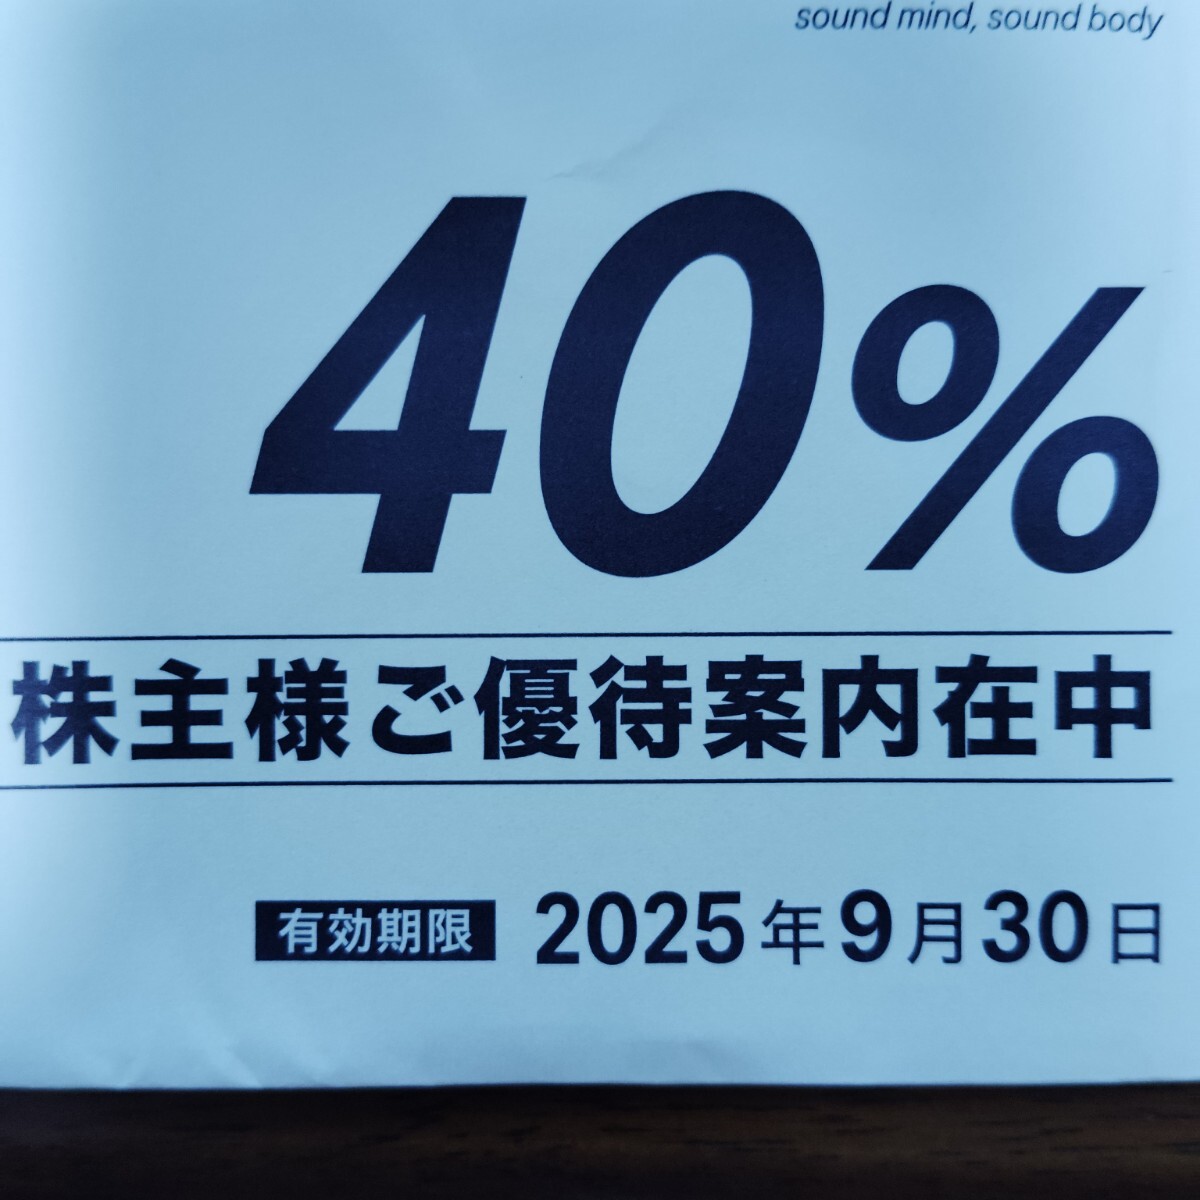 sound mind, sound body
40%
株主様ご優待案内在中
有効期限 2025年9月30日